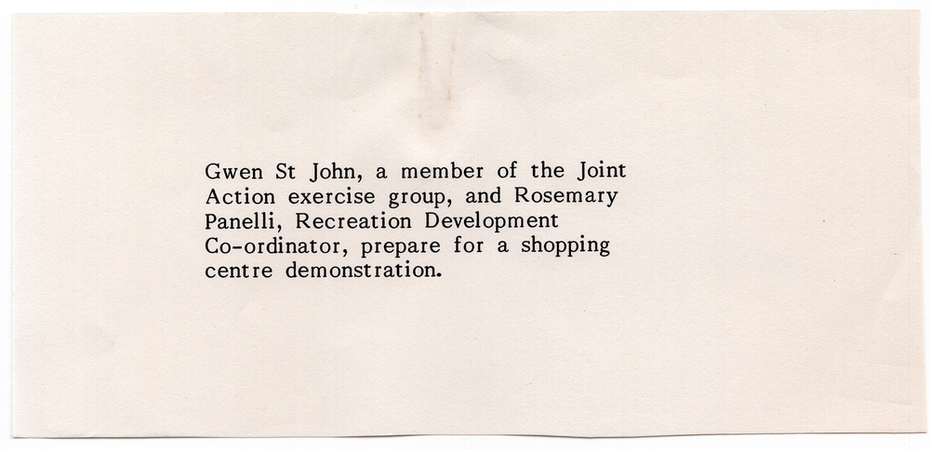 Gwen St John, a member of the Joint
Action exercise group, and Rosemary
Panelli, Recreation Development
Co-ordinator, prepare for a shopping
centre demonstration.